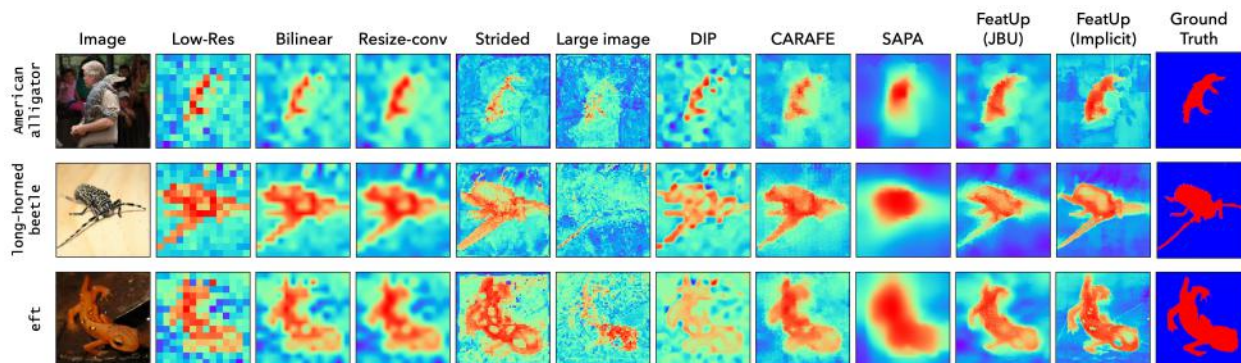 Image
Low-Res
Bilinear
Resize-conv
Strided
Large image
DIP
CARAFE
SAPA
FeatUp
(JBU)
FeatUp
(Implicit)
Ground
Truth
American
alligator
long-horned
beetle
eft